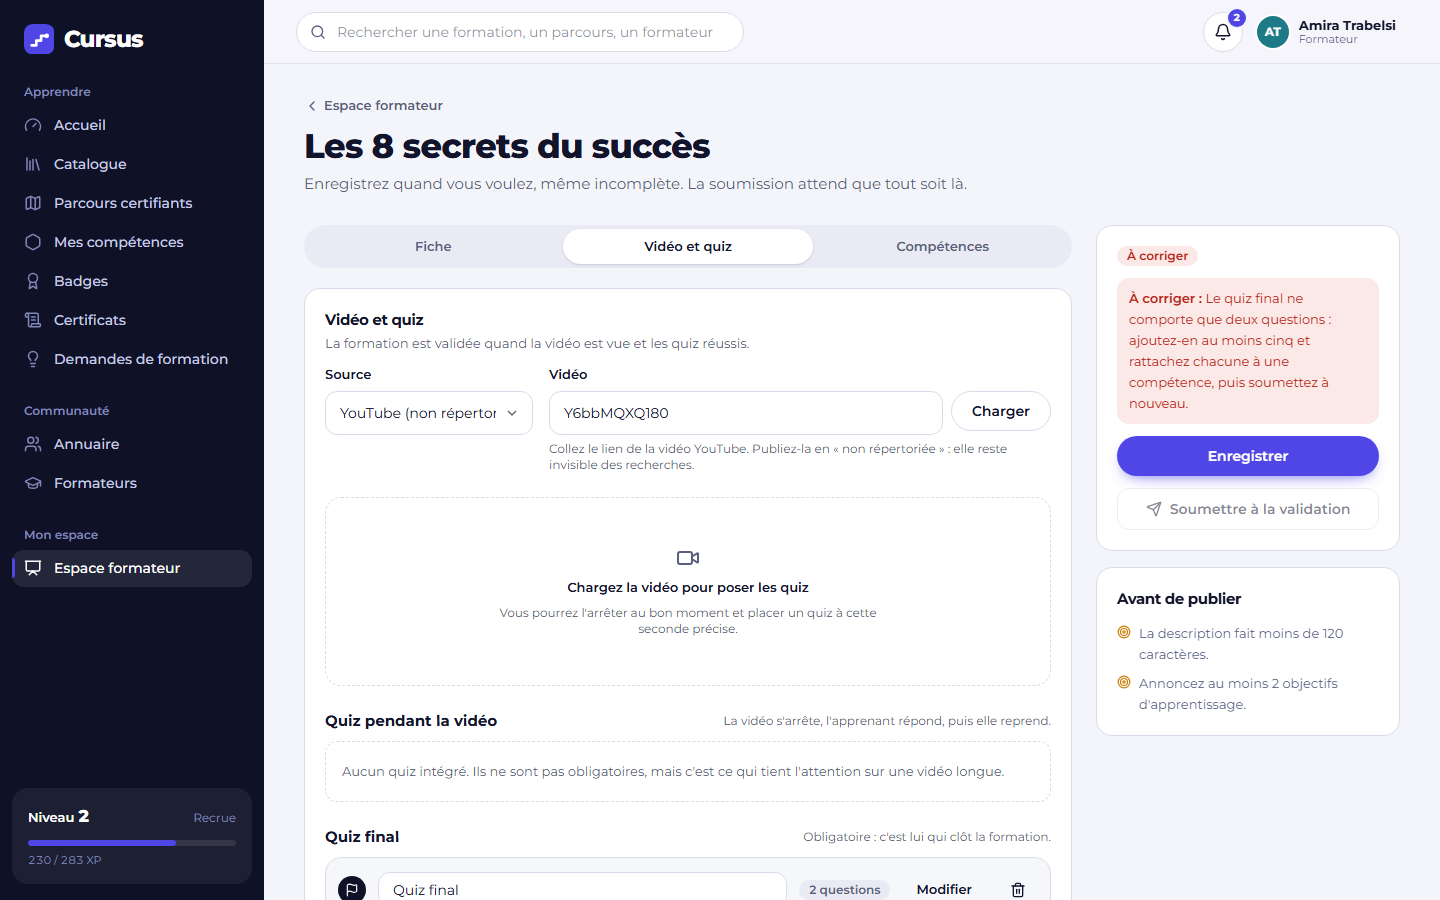 Cursus
Apprendre
Accueil
Catalogue
Parcours certifiants
Mes compétences
Badges
Certificats
Demandes de formation
Communauté
Annuaire
Formateurs
Mon espace
Espace formateur
Niveau 2
Recrue
230 / 283 XP
Rechercher une formation, un parcours, un formateur
2
AT
Amira Trabelsi
Formateur
Espace formateur
Les 8 secrets du succès
Enregistrez quand vous voulez, même incomplète. La soumission attend que tout soit là.
Fiche
Vidéo et quiz
Compétences
Vidéo et quiz
La formation est validée quand la vidéo est vue et les quiz réussis.
Source
Vidéo
YouTube (non répertor
Y6bbMQXQ180
Charger
Collez le lien de la vidéo YouTube. Publiez-la en « non répertoriée » : elle reste
invisible des recherches.
Chargez la vidéo pour poser les quiz
Vous pourrez l'arrêter au bon moment et placer un quiz à cette
seconde précise.
Quiz pendant la vidéo
La vidéo s'arrête, l'apprenant répond, puis elle reprend.
Aucun quiz intégré. Ils ne sont pas obligatoires, mais c'est ce qui tient l'attention sur une vidéo longue.
Quiz final
Obligatoire : c'est lui qui clôt la formation.
Quiz final
2 questions
Modifier
À corriger
À corriger : Le quiz final ne
comporte que deux questions :
ajoutez-en au moins cinq et
rattachez chacune à une
compétence, puis soumettez à
nouveau.
Enregistrer
Soumettre à la validation
Avant de publier
La description fait moins de 120
caractères.
Annoncez au moins 2 objectifs
d'apprentissage.